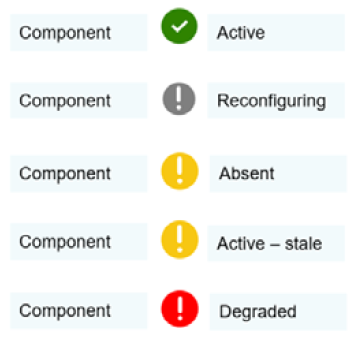 Component Active
Component Reconfiguring
Component Absent
Component Active – stale
Component Degraded